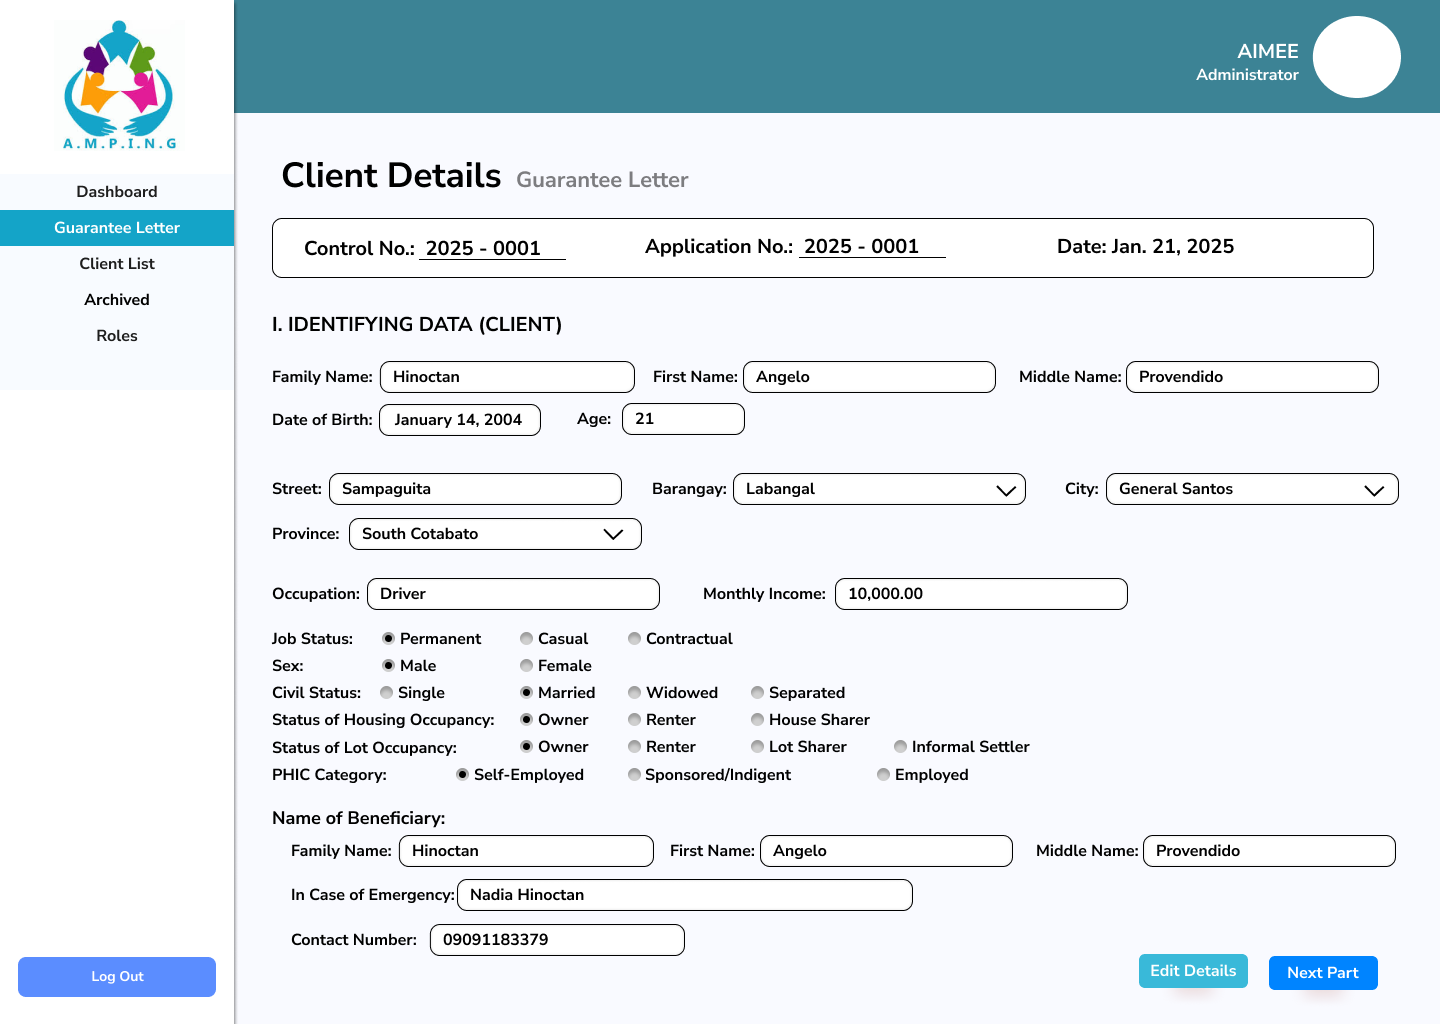 A.M.P.I.N.G
Dashboard
Guarantee Letter
Client List
Archived
Roles
Log Out
AIMEE
Administrator
Client Details Guarantee Letter
Control No.: 2025 - 0001 Application No.: 2025 - 0001 Date: Jan. 21, 2025
I. IDENTIFYING DATA (CLIENT)
Family Name: Hinoctan First Name: Angelo Middle Name: Provendido
Date of Birth: January 14, 2004 Age: 21
Street: Sampaguita Barangay: Labangal City: General Santos
Province: South Cotabato
Occupation: Driver Monthly Income: 10,000.00
Job Status: Permanent Casual Contractual
Sex: Male Female
Civil Status: Single Married Widowed Separated
Status of Housing Occupancy: Owner Renter House Sharer
Status of Lot Occupancy: Owner Renter Lot Sharer Informal Settler
PHIC Category: Self-Employed Sponsored/Indigent Employed
Name of Beneficiary:
Family Name: Hinoctan First Name: Angelo Middle Name: Provendido
In Case of Emergency: Nadia Hinoctan
Contact Number: 09091183379
Edit Details Next Part